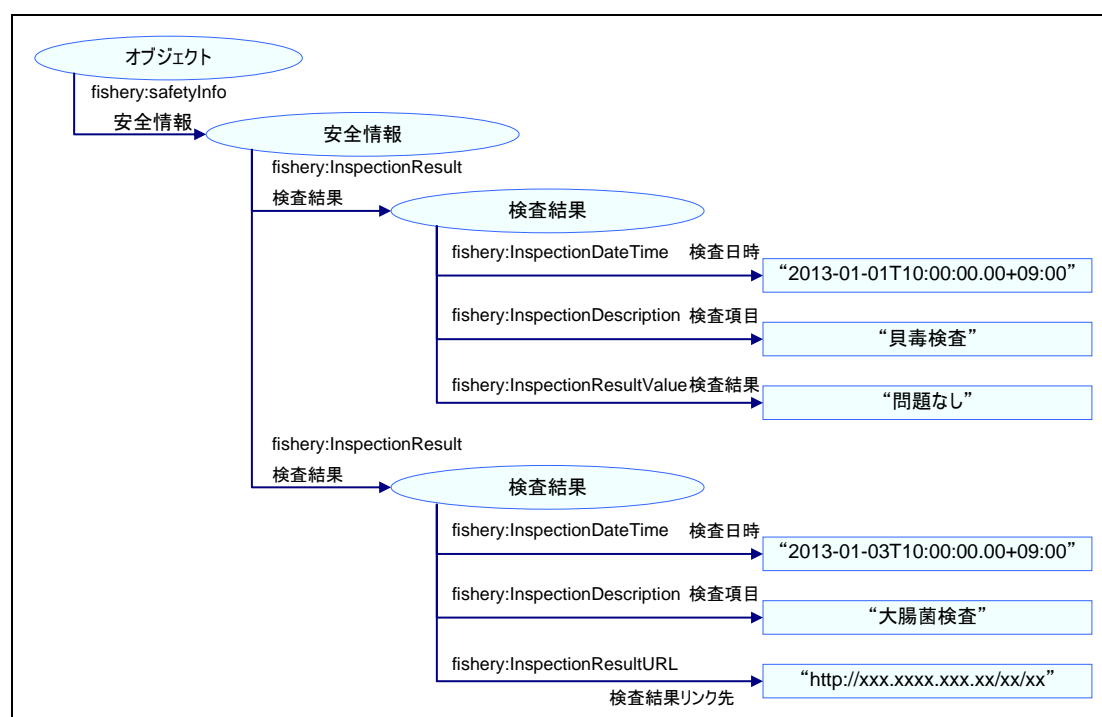 オブジェクト
fishery:safetyInfo
安全情報
安全情報
fishery:InspectionResult
検査結果
検査結果
fishery:InspectionDateTime 検査日時
“2013-01-01T10:00:00.00+09:00”
fishery:InspectionDescription 検査項目
“貝毒検査”
fishery:InspectionResultValue検査結果
“問題なし”
fishery:InspectionResult
検査結果
検査結果
fishery:InspectionDateTime 検査日時
“2013-01-03T10:00:00.00+09:00”
fishery:InspectionDescription 検査項目
“大腸菌検査”
fishery:InspectionResultURL
“http://xxx.xxxx.xxx.xx/xx/xx”
検査結果リンク先